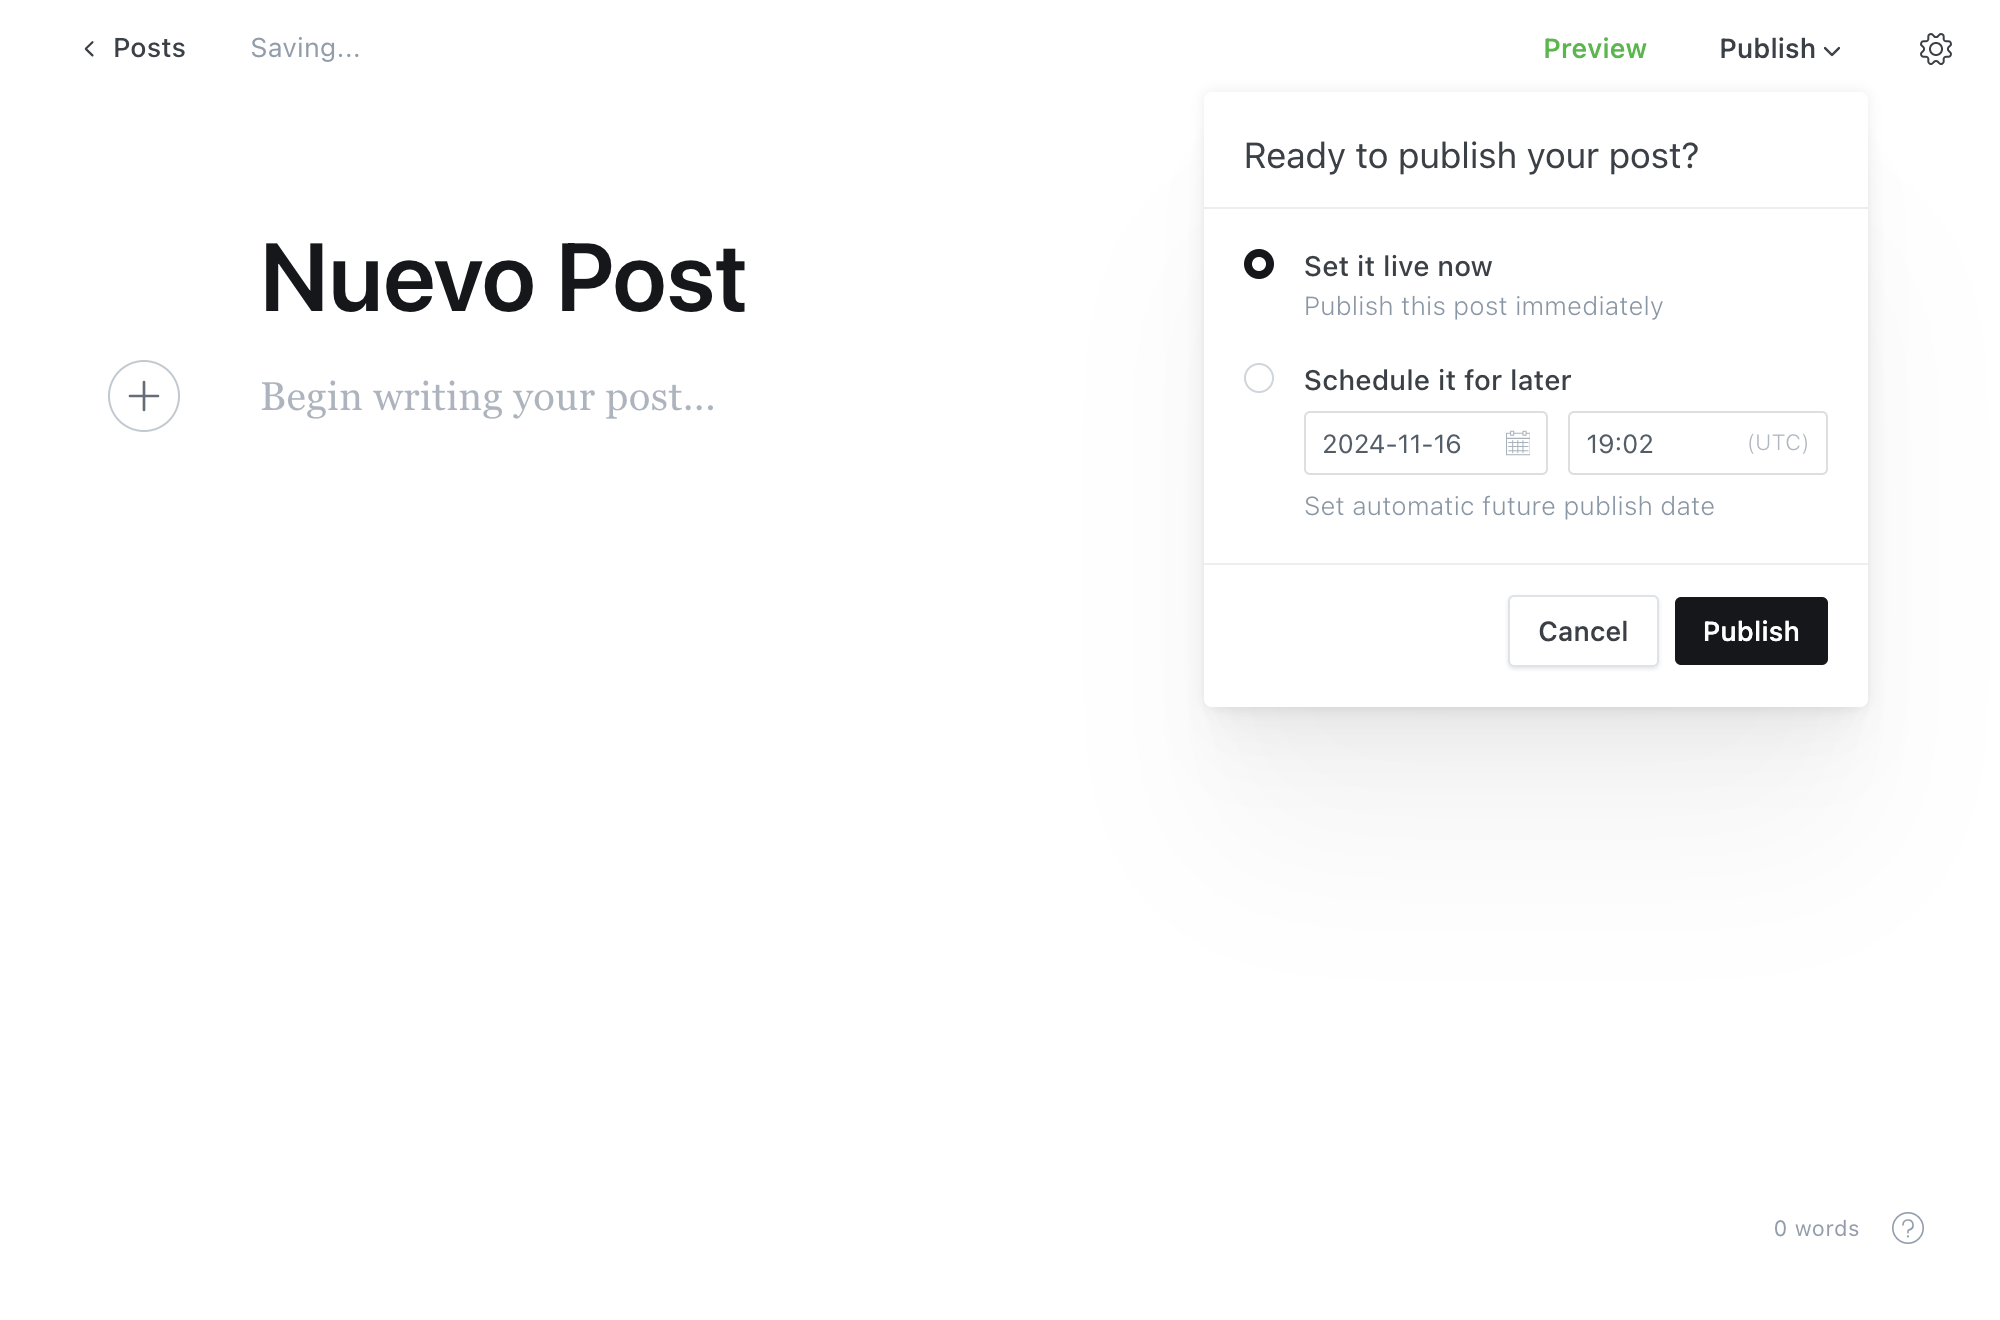 Posts
Saving...
Preview
Publish
Ready to publish your post?
Nuevo Post
Begin writing your post...
Set it live now
Publish this post immediately
Schedule it for later
2024-11-16
19:02 (UTC)
Set automatic future publish date
Cancel
Publish
0 words
?